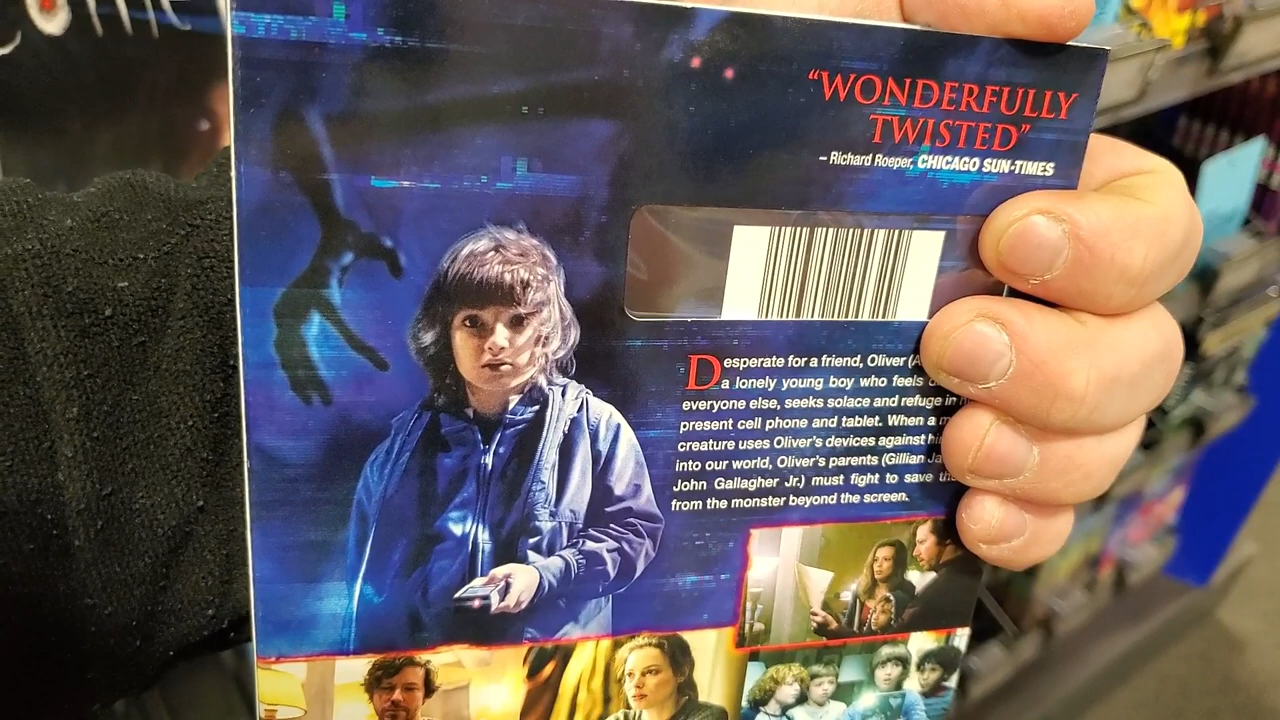 “WONDERFULLY
TWISTED”
– Richard Roeper, CHICAGO SUN-TIMES
Desperate for a friend, Oliver (A
a lonely young boy who feels
everyone else, seeks solace and refuge in
present cell phone and tablet. When a
creature uses Oliver’s devices against
into our world, Oliver’s parents (Gillian
John Gallagher Jr.) must fight to save
from the monster beyond the screen.